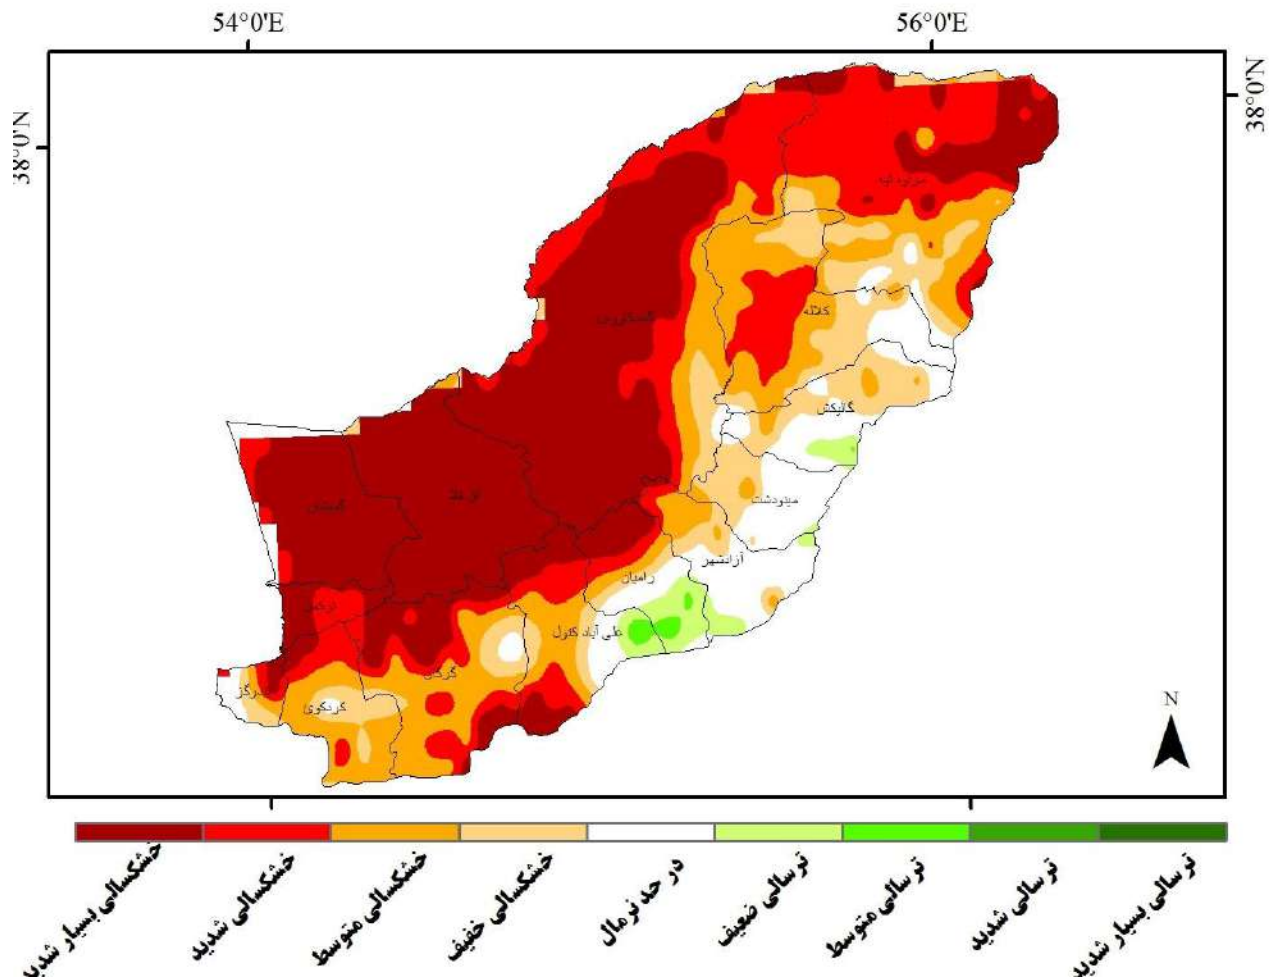 54°0'E
56°0'E
38°0'N
38°0'N
مراوه تپه
کلاله
گنبدکاووس
گالیکش
مینودشت
آق قلا
گمیشان
آزادشهر
رامیان
ترکمن
علی آباد کتول
گرگان
کردکوی
N
خشکسالی بسیار شدید
خشکسالی شدید
خشکسالی متوسط
خشکسالی خفیف
در حد نرمال
ترسالی ضعیف
ترسالی متوسط
ترسالی شدید
ترسالی بسیار شدید